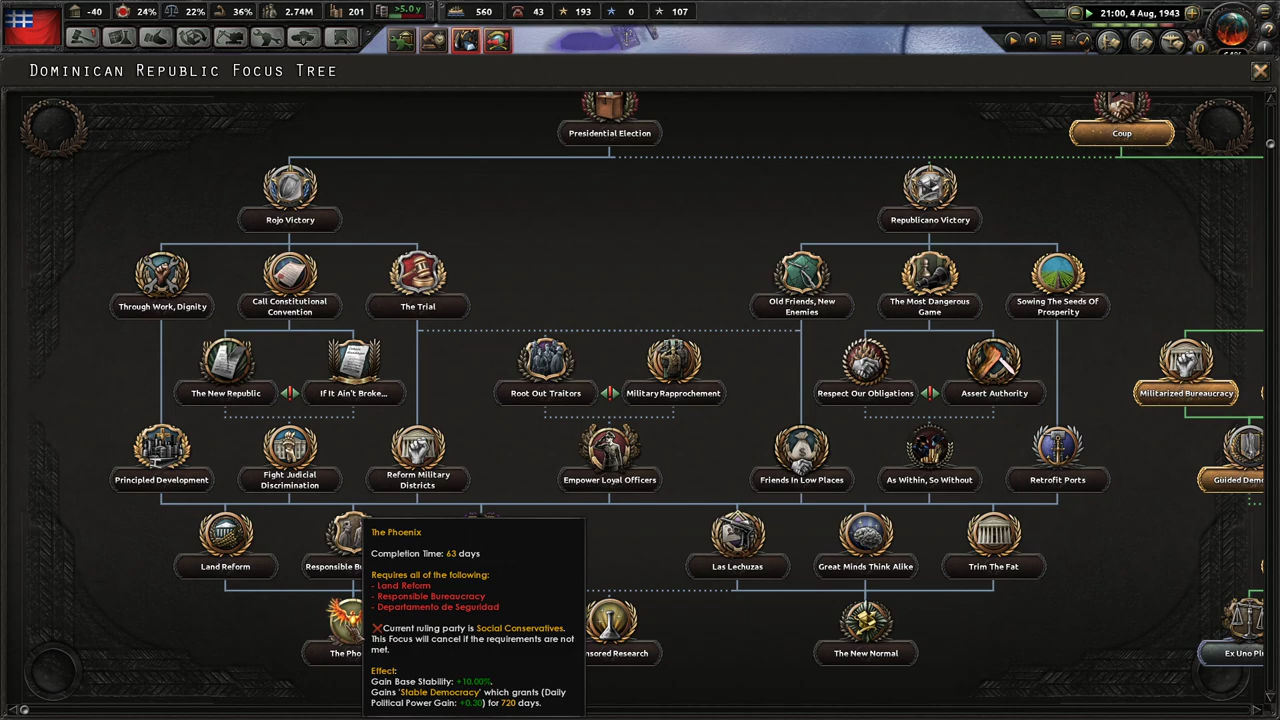 -40
24%
22%
36%
2.74M
201
>5.0 y
560
43
193
0
107
21:00, 4 Aug, 1943
Dominican Republic Focus Tree
Presidential Election
Coup
Rojo Victory
Republicano Victory
Through Work, Dignity
Call Constitutional
Convention
The Trial
Old Friends, New
Enemies
The Most Dangerous
Game
Sowing The Seeds Of
Prosperity
The New Republic
If It Ain't Broke...
Root Out Traitors
Military Rapprochement
Respect Our Obligations
Assert Authority
Militarized Bureaucracy
Principled Development
Fight Judicial
Discrimination
Reform Military
Districts
Empower Loyal Officers
Friends In Low Places
As Within, So Without
Retrofit Ports
Guided Demo
Land Reform
Responsible Bu
Las Lechuzas
Great Minds Think Alike
Trim The Fat
The Pho
nsored Research
The New Normal
Ex Uno Pl
The Phoenix
Completion Time: 63 days
Requires all of the following:
- Land Reform
- Responsible Bureaucracy
- Departamento de Seguridad
Current ruling party is Social Conservatives.
This Focus will cancel if the requirements are not
met.
Effect:
Gain Base Stability: +10.00%.
Gains 'Stable Democracy' which grants (Daily
Political Power Gain: +0.30) for 720 days.